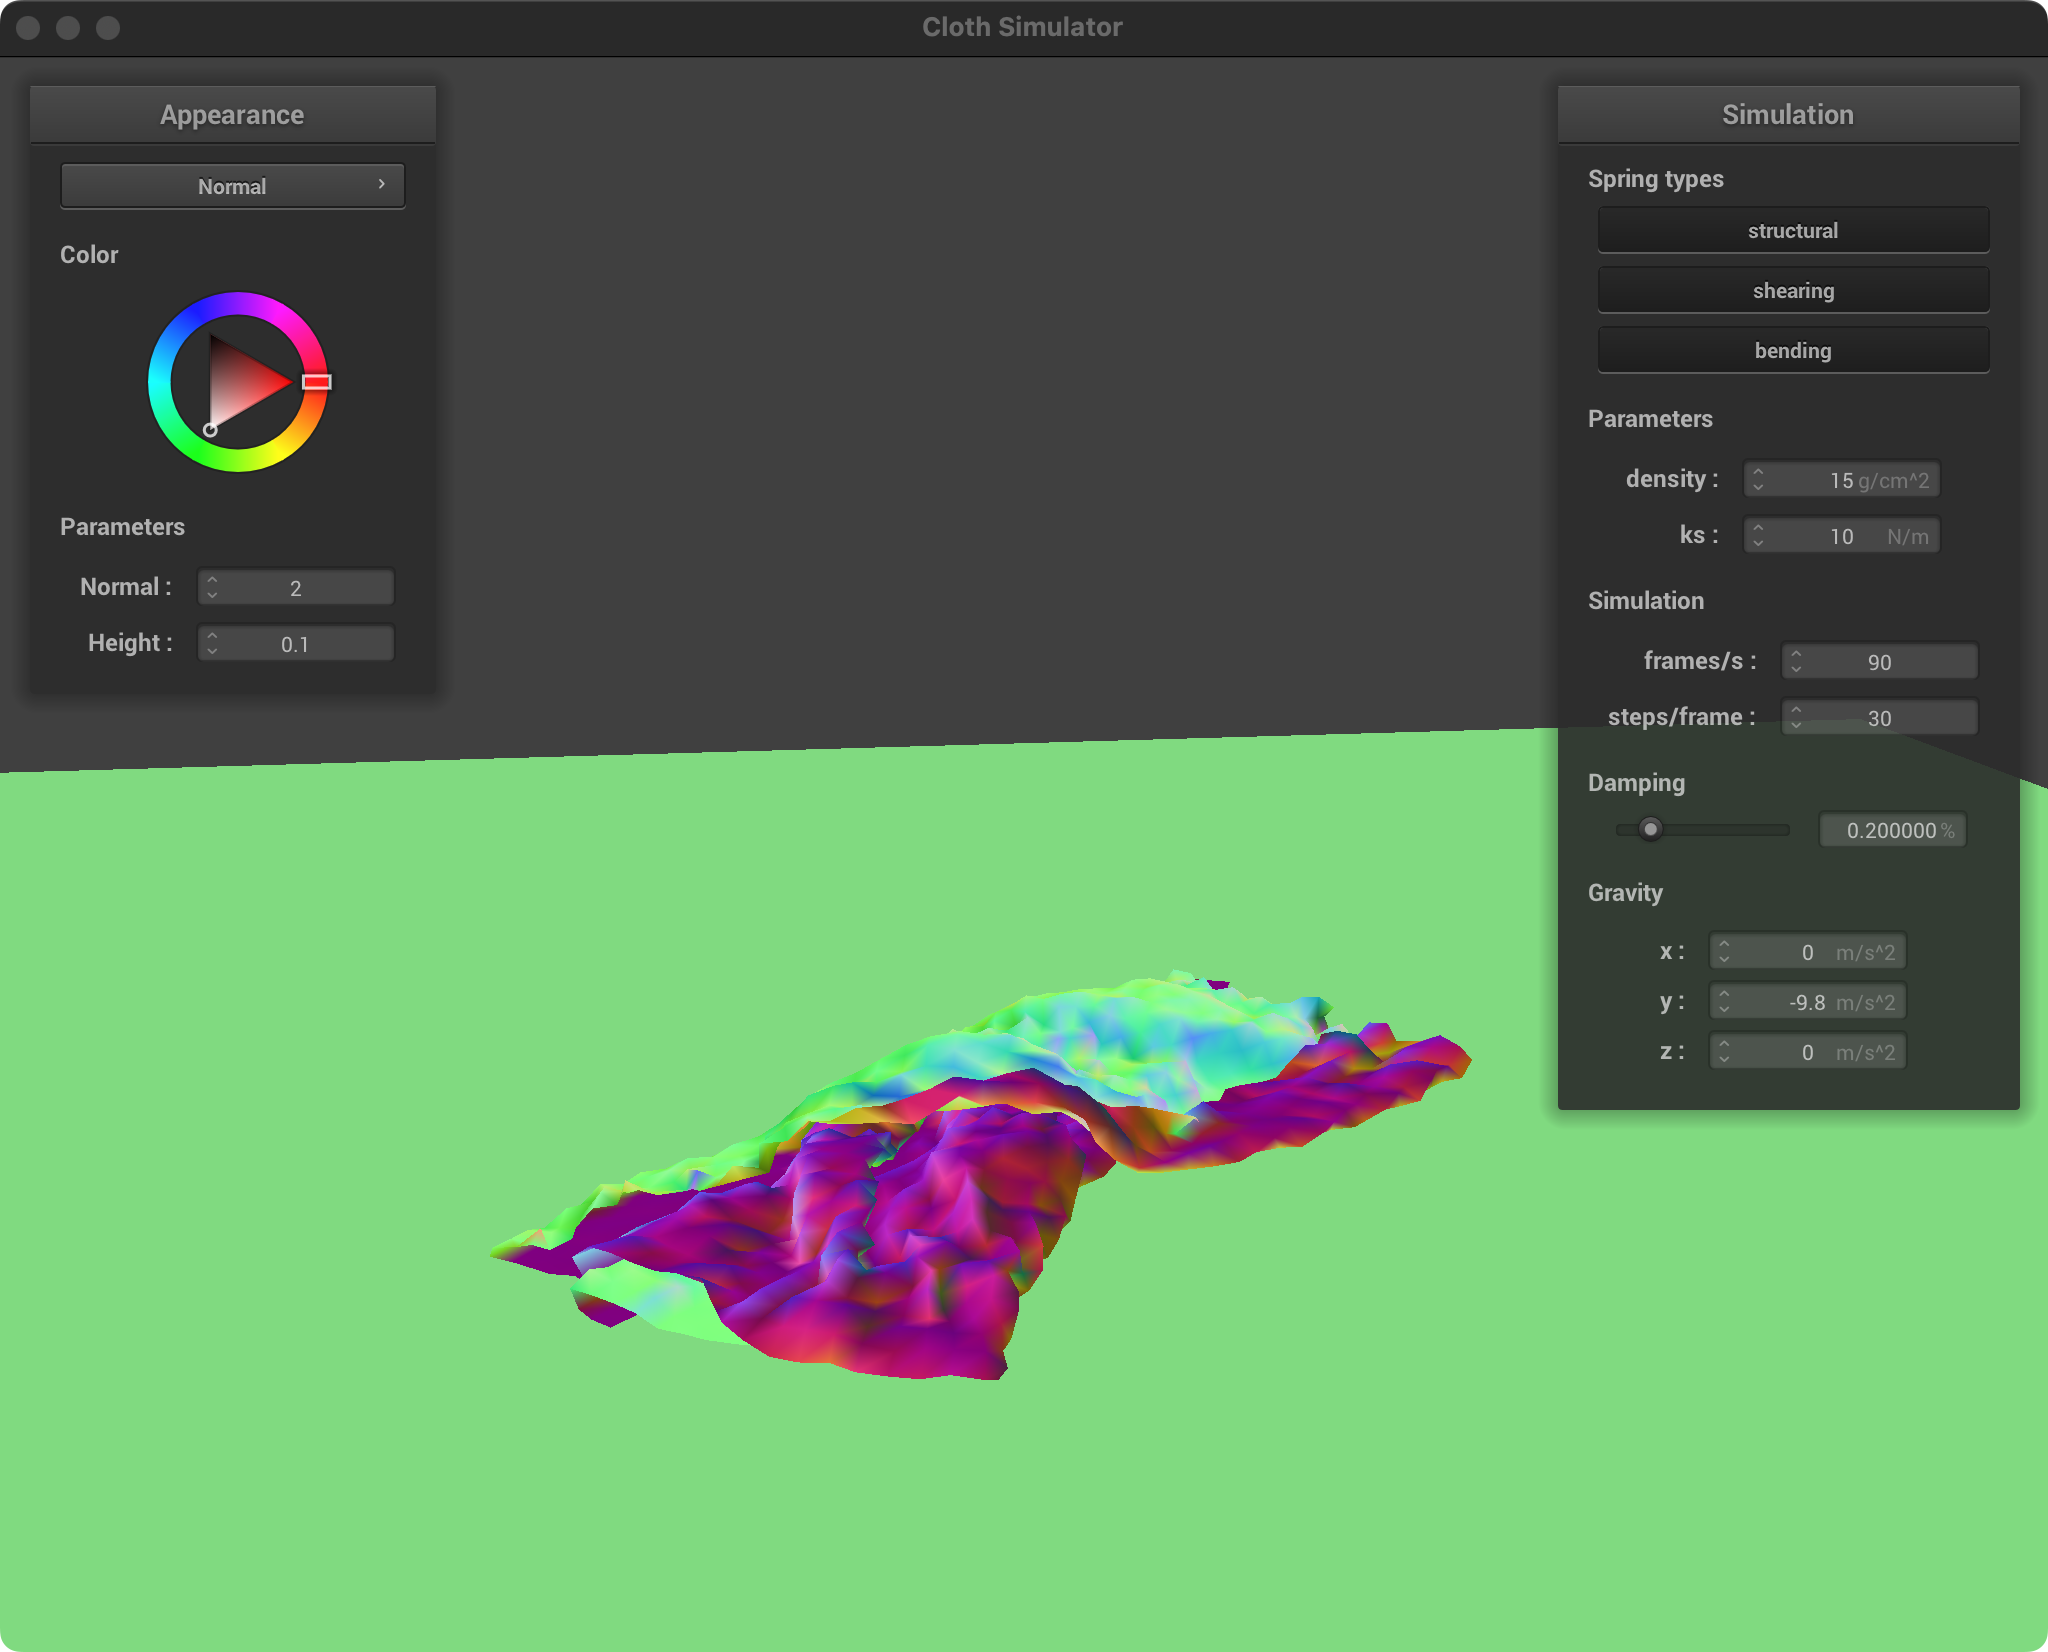 Cloth Simulator
Appearance
Normal
Color
Parameters
Normal : 2
Height : 0.1
Simulation
Spring types
structural
shearing
bending
Parameters
density : 15 g/cm^2
ks : 10 N/m
Simulation
frames/s : 90
steps/frame : 30
Damping
0.200000 %
Gravity
x : 0 m/s^2
y : -9.8 m/s^2
z : 0 m/s^2